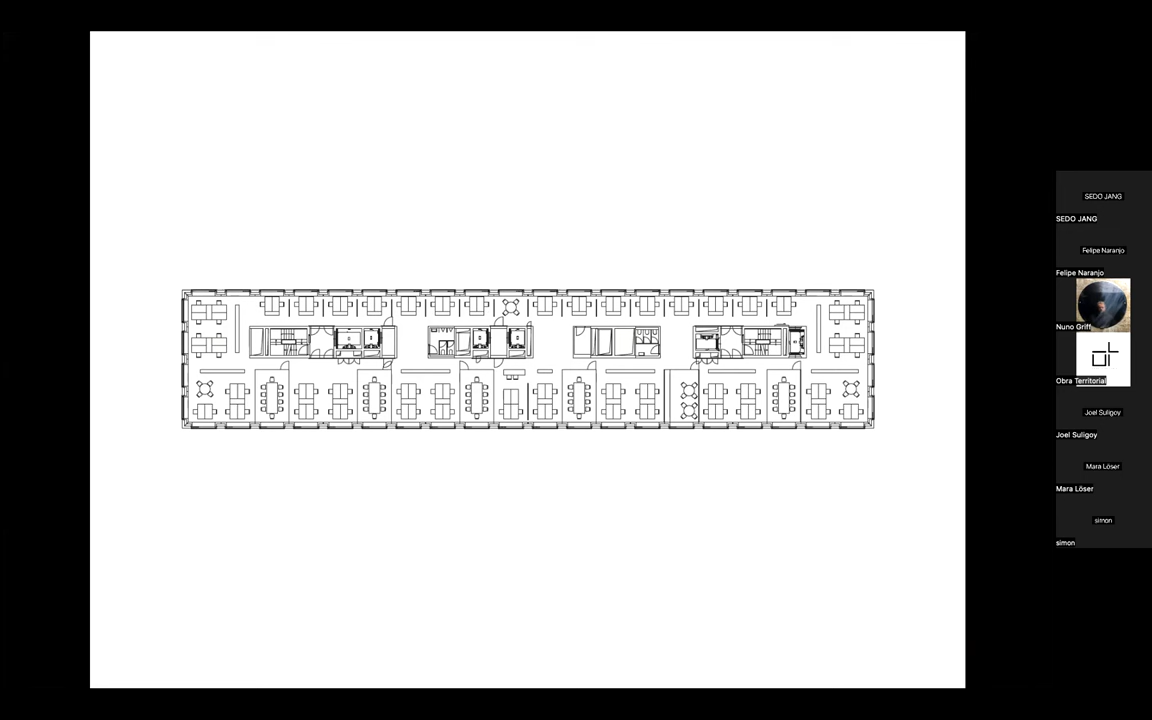 SEDO JANG
SEDO JANG
Felipe Naranjo
Felipe Naranjo
Nuno Griff
Obra Territorial
Joel Suligoy
Joel Suligoy
Mara Löser
Mara Löser
simon
simon